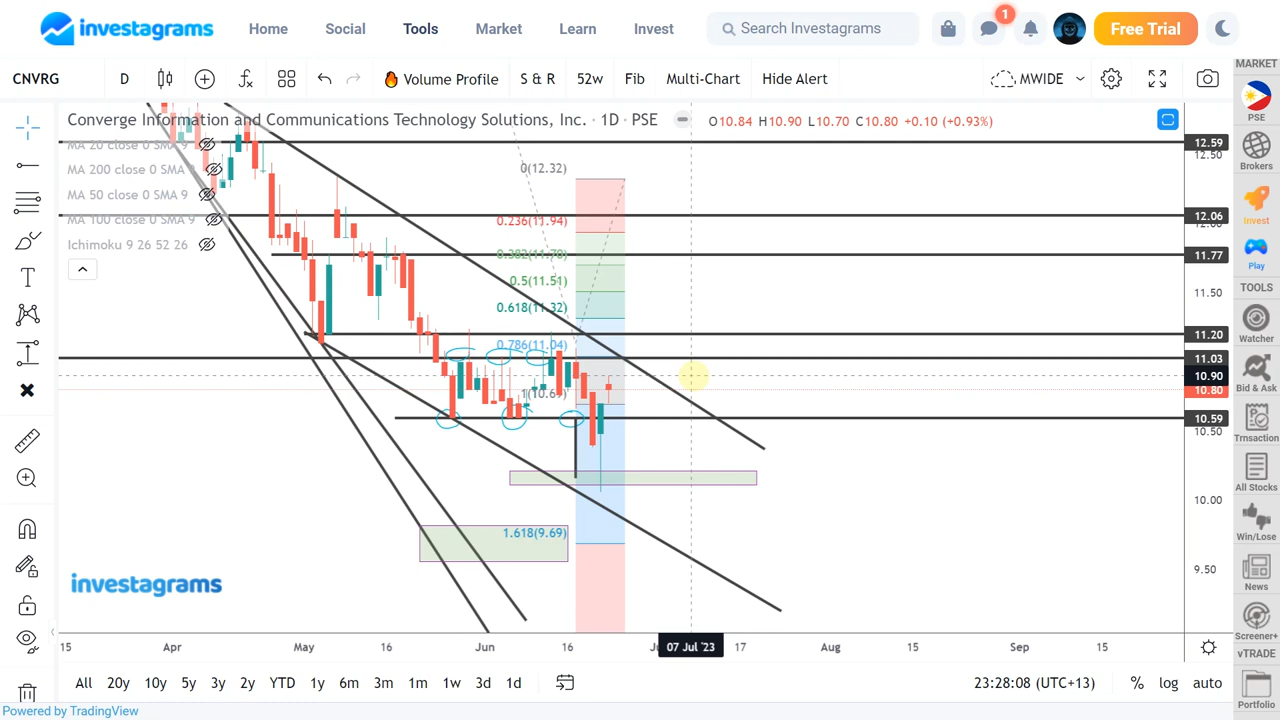 investagrams Home Social Tools Market Learn Invest Search Investagrams 1 Free Trial
CNVRG D Volume Profile S & R 52w Fib Multi-Chart Hide Alert MWIDE
MARKET
PSE
Brokers
Invest
Play
TOOLS
Watcher
Bid & Ask
Trnsaction
All Stocks
Win/Lose
News
Screener+
vTRADE
Portfolio
Converge Information and Communications Technology Solutions, Inc. · 1D · PSE O10.84 H10.90 L10.70 C10.80 +0.10 (+0.93%)
MA 20 close 0 SMA 9
MA 200 close 0 SMA 9
MA 50 close 0 SMA 9
MA 100 close 0 SMA 9
Ichimoku 9 26 52 26
0(12.32)
0.236(11.94)
0.382(11.70)
0.5(11.51)
0.618(11.32)
0.786(11.04)
1.618(9.69)
12.59
12.50
12.06
12.00
11.77
11.50
11.20
11.03
10.90
10.80
10.59
10.50
10.00
9.50
investagrams
15 Apr May 16 Jun 16 07 Jul '23 17 Aug 15 Sep 15
All 20y 10y 5y 3y 2y YTD 1y 6m 3m 1m 1w 3d 1d 23:28:08 (UTC+13) % log auto
Powered by TradingView